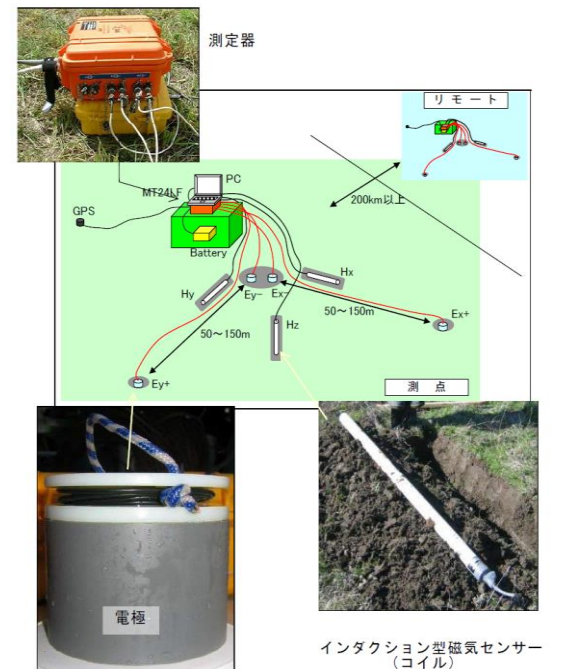 測定器
リモート
200km以上
MT24LF
PC
GPS
Battery
Hy
Ey−
Ex−
Hx
Hz
Ex+
50～150m
50～150m
Ey+
測 点
電極
インダクション型磁気センサー
（コイル）